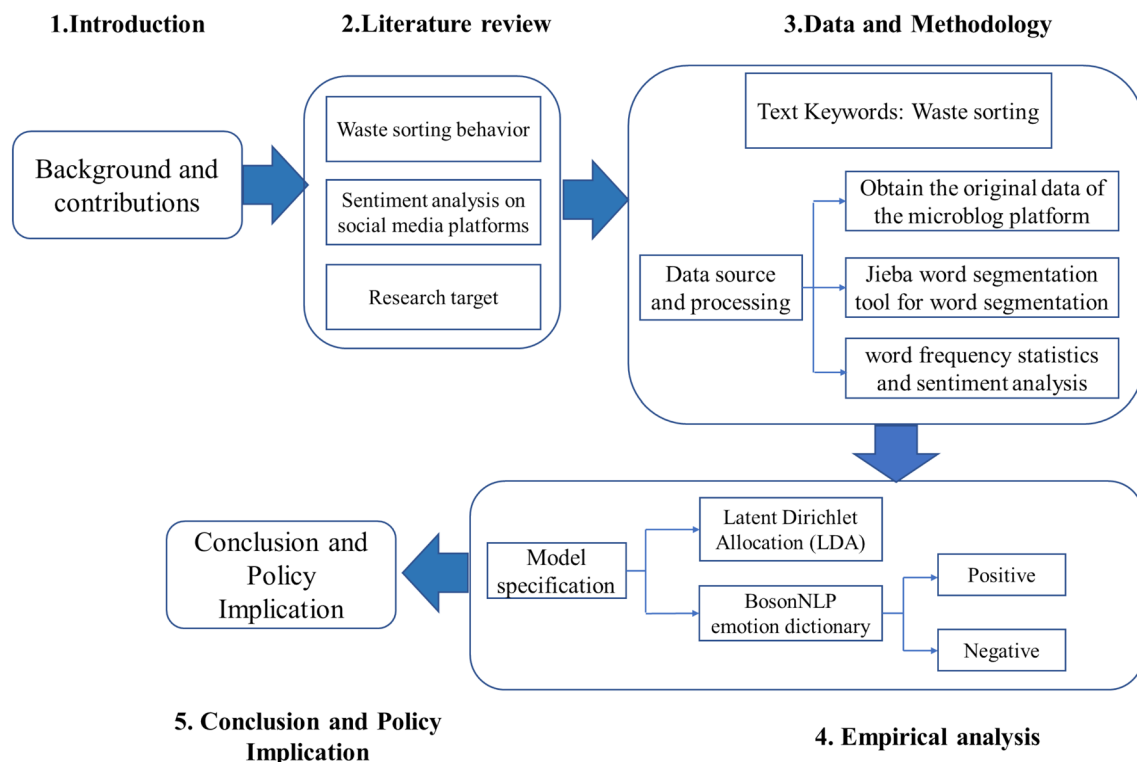 1.Introduction
2.Literature review
3.Data and Methodology
Background and
contributions
Waste sorting behavior
Sentiment analysis on
social media platforms
Research target
Text Keywords: Waste sorting
Data source
and processing
Obtain the original data of
the microblog platform
Jieba word segmentation
tool for word segmentation
word frequency statistics
and sentiment analysis
Model
specification
Latent Dirichlet
Allocation (LDA)
BosonNLP
emotion dictionary
Positive
Negative
4. Empirical analysis
Conclusion and
Policy
Implication
5. Conclusion and Policy
Implication